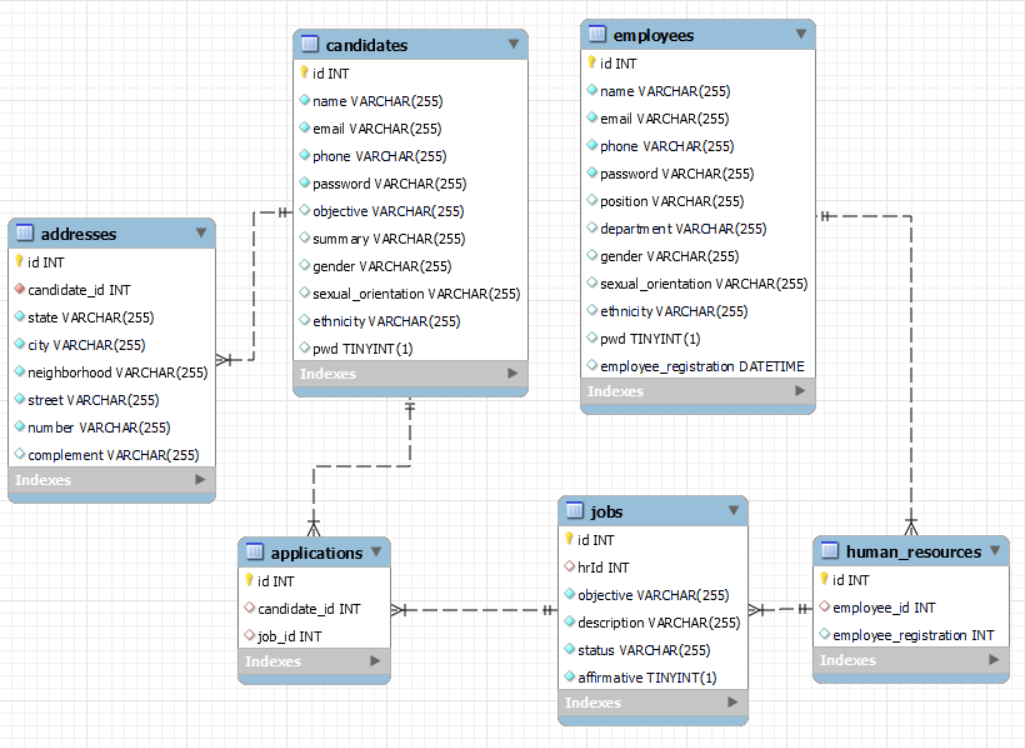 candidates
id INT
name VARCHAR(255)
email VARCHAR(255)
phone VARCHAR(255)
password VARCHAR(255)
objective VARCHAR(255)
summary VARCHAR(255)
gender VARCHAR(255)
sexual_orientation VARCHAR(255)
ethnicity VARCHAR(255)
pwd TINYINT(1)
Indexes
employees
id INT
name VARCHAR(255)
email VARCHAR(255)
phone VARCHAR(255)
password VARCHAR(255)
position VARCHAR(255)
department VARCHAR(255)
gender VARCHAR(255)
sexual_orientation VARCHAR(255)
ethnicity VARCHAR(255)
pwd TINYINT(1)
employee_registration DATETIME
Indexes
addresses
id INT
candidate_id INT
state VARCHAR(255)
city VARCHAR(255)
neighborhood VARCHAR(255)
street VARCHAR(255)
number VARCHAR(255)
complement VARCHAR(255)
Indexes
applications
id INT
candidate_id INT
job_id INT
Indexes
jobs
id INT
hrId INT
objective VARCHAR(255)
description VARCHAR(255)
status VARCHAR(255)
affirmative TINYINT(1)
Indexes
human_resources
id INT
employee_id INT
employee_registration INT
Indexes